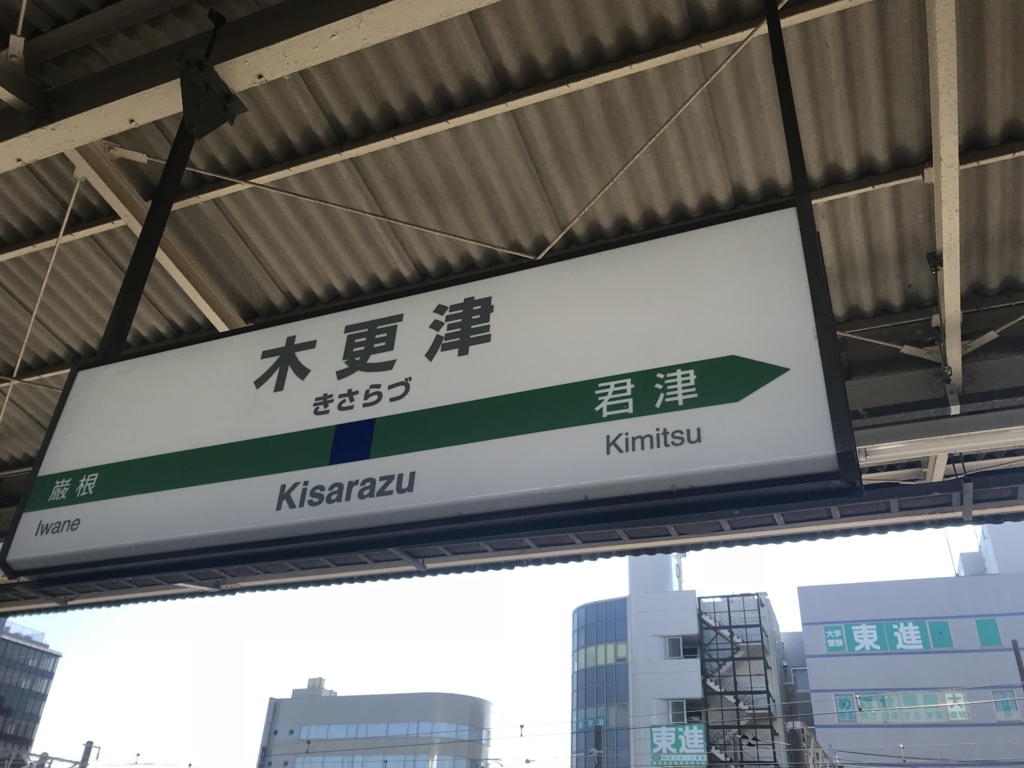 木更津
きさらづ
巌根
君津
Iwane
Kisarazu
Kimitsu
大学
受験
東進
東進